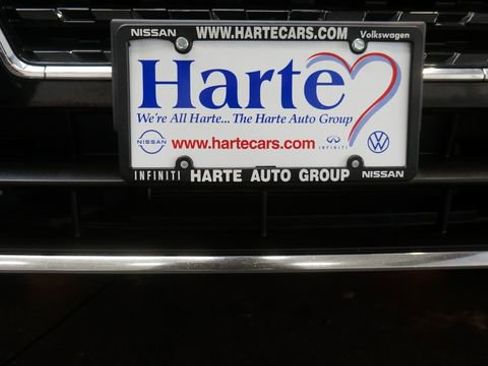 NISSAN WWW.HARTECARS.COM Volkswagen
Harte
We're All Harte... The Harte Auto Group
NISSAN www.hartecars.com INFINITI
INFINITI HARTE AUTO GROUP NISSAN